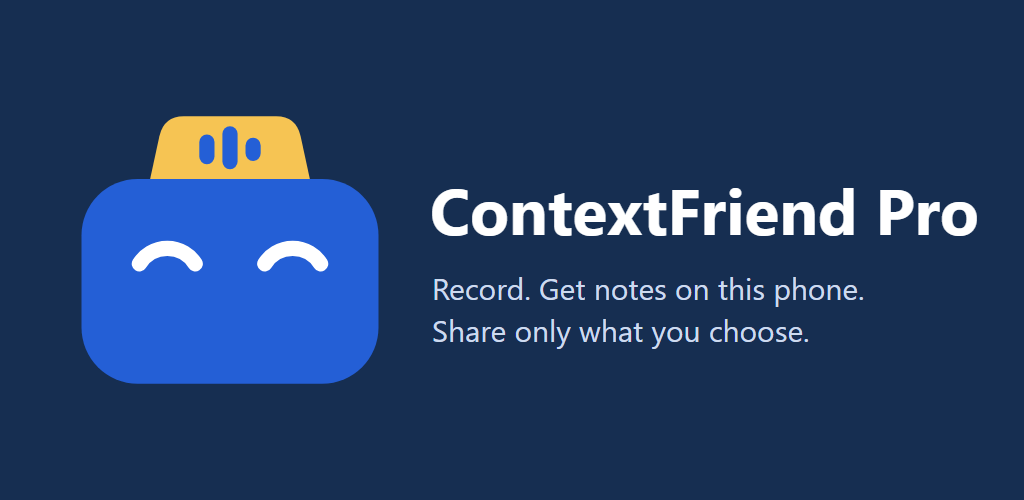 ContextFriend Pro
Record. Get notes on this phone.
Share only what you choose.